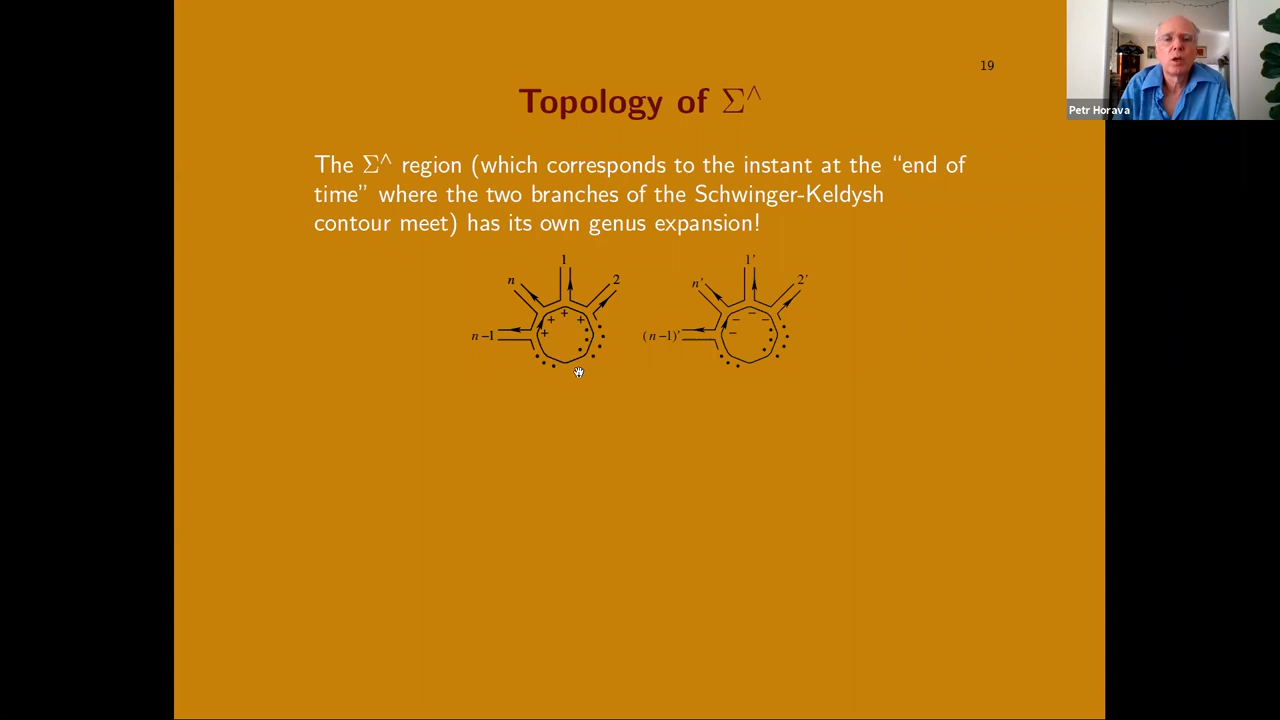 19
Petr Horava
Topology of Σ^
The Σ^ region (which corresponds to the instant at the “end of
time” where the two branches of the Schwinger-Keldysh
contour meet) has its own genus expansion!
1 1'
n 2 n' 2'
+ + + + − − − −
n−1 (n−1)'